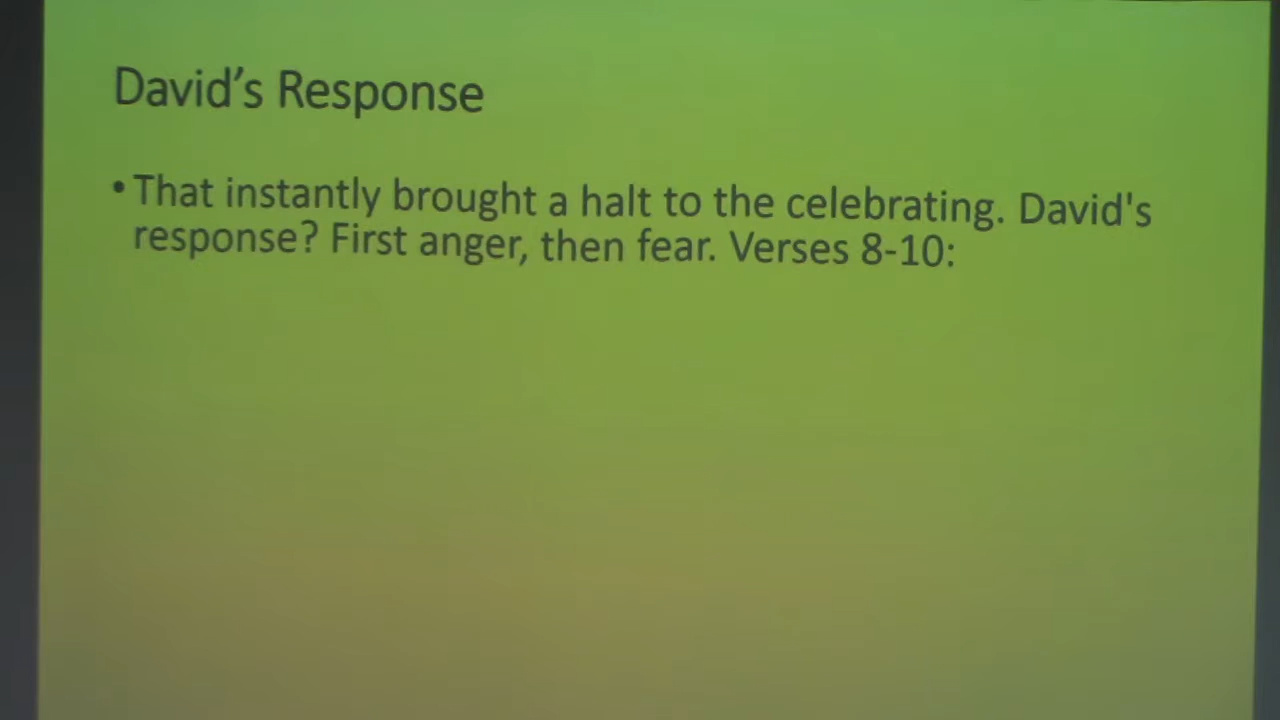 David’s Response
• That instantly brought a halt to the celebrating. David's
response? First anger, then fear. Verses 8-10: